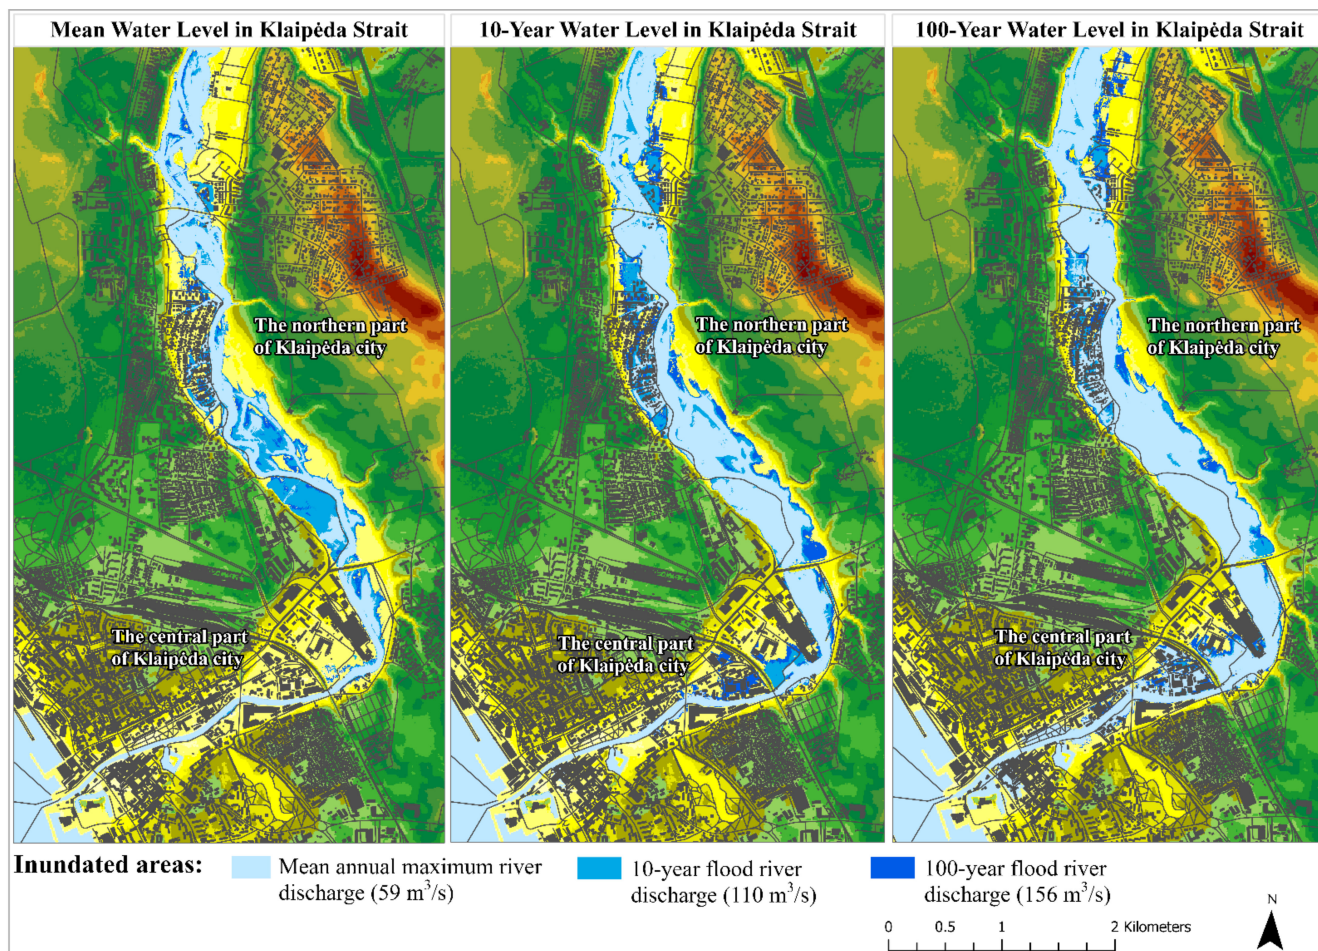 Mean Water Level in Klaipėda Strait
10-Year Water Level in Klaipėda Strait
100-Year Water Level in Klaipėda Strait
The northern part
of Klaipėda city
The northern part
of Klaipėda city
The northern part
of Klaipėda city
The central part
of Klaipėda city
The central part
of Klaipėda city
The central part
of Klaipėda city
Inundated areas:
Mean annual maximum river
discharge (59 m³/s)
10-year flood river
discharge (110 m³/s)
100-year flood river
discharge (156 m³/s)
N
0 0.5 1 2 Kilometers